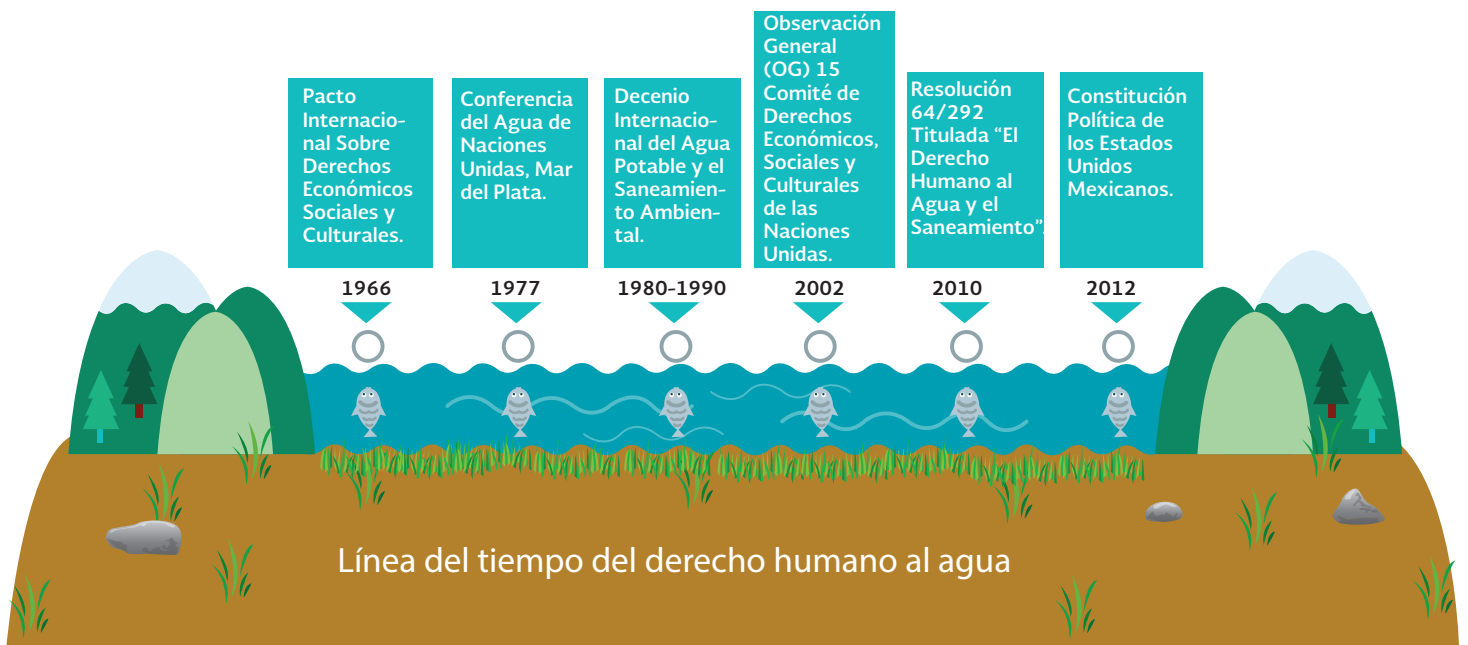 Pacto
Internacio-
nal Sobre
Derechos
Económicos
Sociales y
Culturales.
1966
Conferencia
del Agua de
Naciones
Unidas, Mar
del Plata.
1977
Decenio
Internacio-
nal del Agua
Potable y el
Saneamien-
to Ambien-
tal.
1980-1990
Observación
General
(OG) 15
Comité de
Derechos
Económicos,
Sociales y
Culturales
de las
Naciones
Unidas.
2002
Resolución
64/292
Titulada “El
Derecho
Humano al
Agua y el
Saneamiento”.
2010
Constitución
Política de
los Estados
Unidos
Mexicanos.
2012
Línea del tiempo del derecho humano al agua